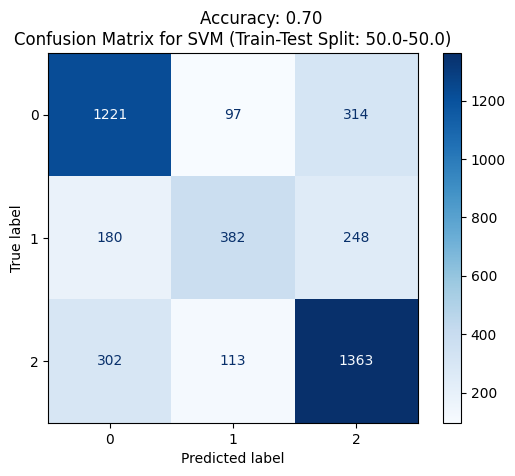 Accuracy: 0.70
Confusion Matrix for SVM (Train-Test Split: 50.0-50.0)
0 1221 97 314
1 180 382 248
2 302 113 1363
0 1 2
Predicted label
True label
1200
1000
800
600
400
200